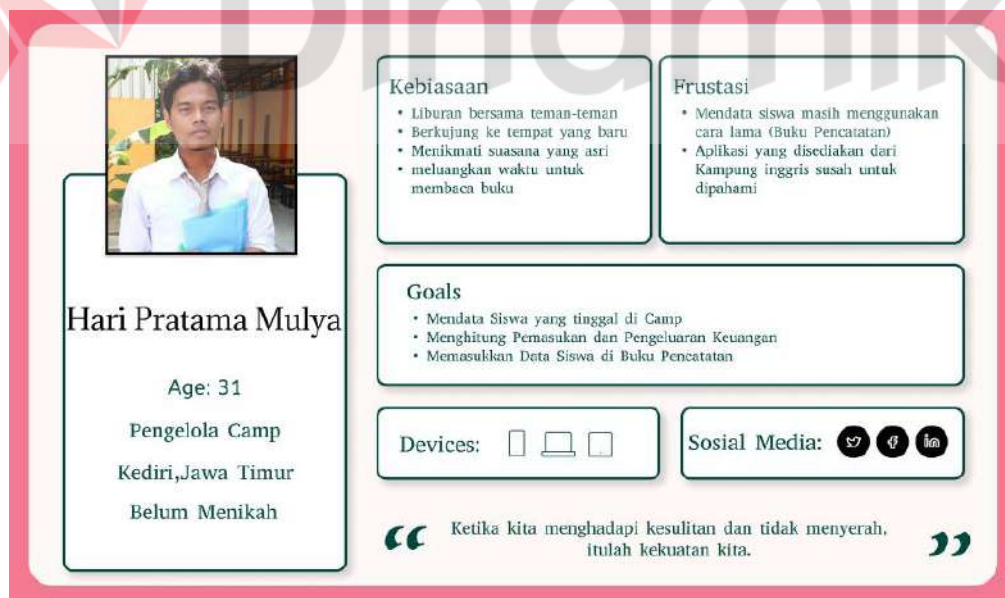 Dinamik
Kebiasaan
• Liburan bersama teman-teman
• Berkujung ke tempat yang baru
• Menikmati suasana yang asri
• meluangkan waktu untuk
membaca buku
Frustasi
• Mendata siswa masih menggunakan
cara lama (Buku Pencatatan)
• Aplikasi yang disediakan dari
Kampung inggris susah untuk
dipahami
Hari Pratama Mulya
Age: 31
Pengelola Camp
Kediri,Jawa Timur
Belum Menikah
Goals
• Mendata Siswa yang tinggal di Camp
• Menghitung Pemasukan dan Pengeluaran Keuangan
• Memasukkan Data Siswa di Buku Pencatatan
Devices:
Sosial Media:
“ Ketika kita menghadapi kesulitan dan tidak menyerah,
itulah kekuatan kita. ”